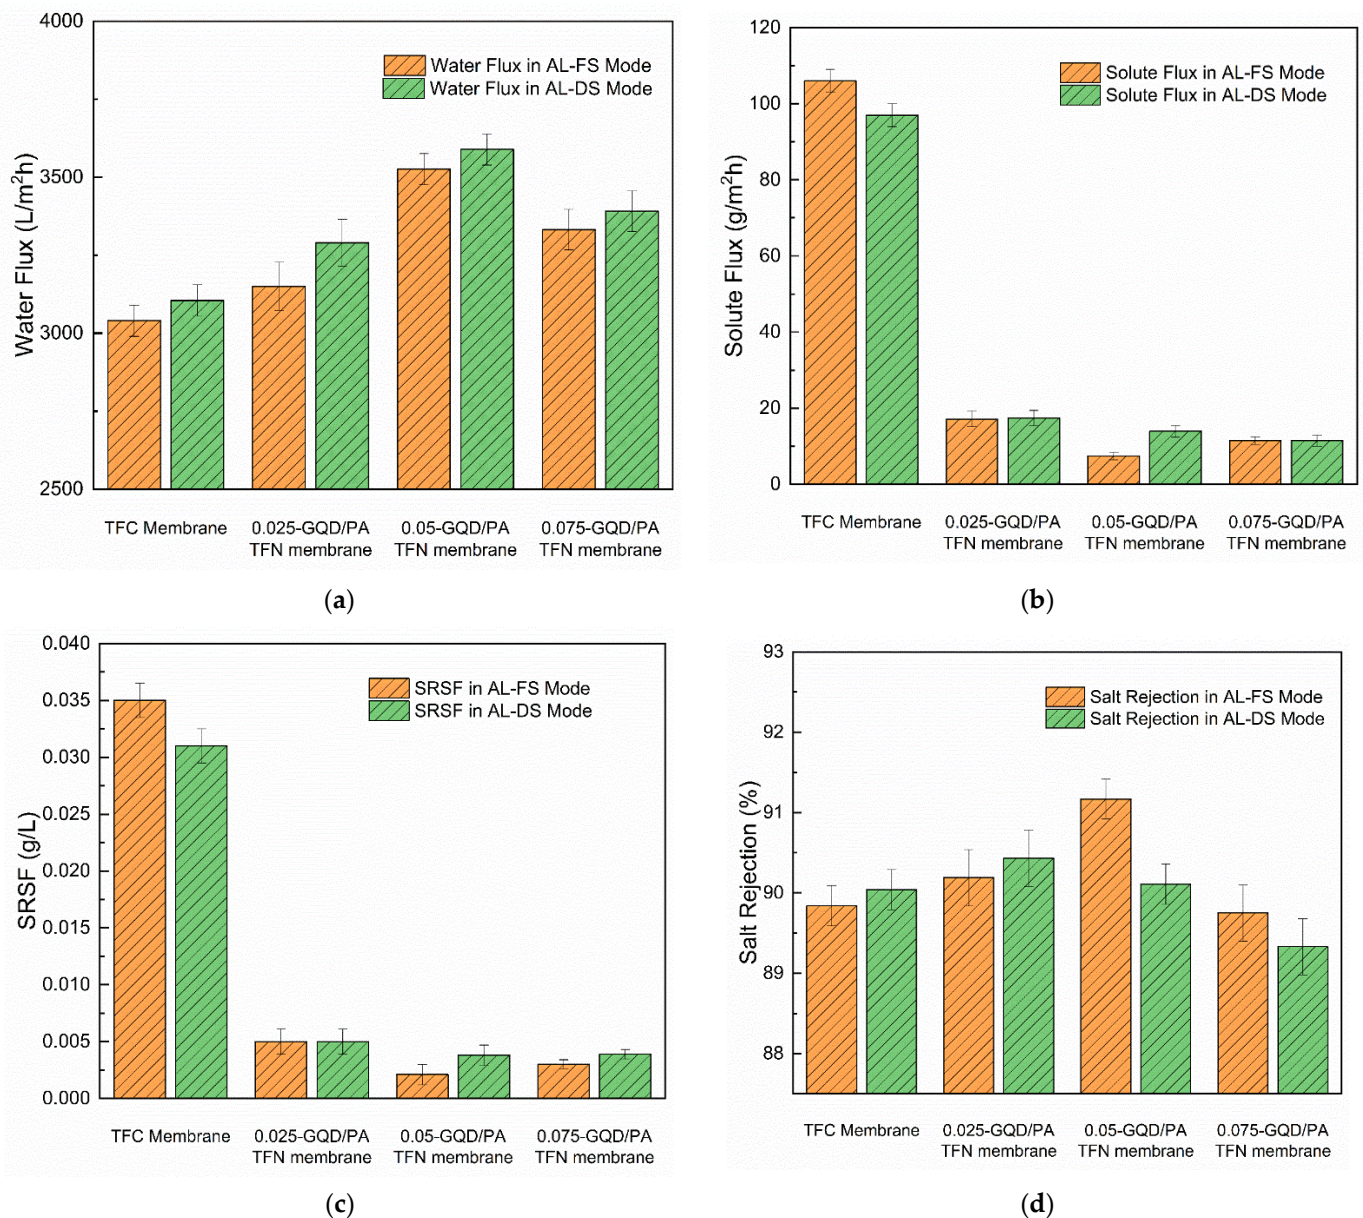 4000
3500
3000
2500
Water Flux (L/m²h)
Water Flux in AL-FS Mode
Water Flux in AL-DS Mode
TFC Membrane
0.025-GQD/PA
TFN membrane
0.05-GQD/PA
TFN membrane
0.075-GQD/PA
TFN membrane
(a)
120
100
80
60
40
20
0
Solute Flux (g/m²h)
Solute Flux in AL-FS Mode
Solute Flux in AL-DS Mode
TFC Membrane
0.025-GQD/PA
TFN membrane
0.05-GQD/PA
TFN membrane
0.075-GQD/PA
TFN membrane
(b)
0.040
0.035
0.030
0.025
0.020
0.015
0.010
0.005
0.000
SRSF (g/L)
SRSF in AL-FS Mode
SRSF in AL-DS Mode
TFC Membrane
0.025-GQD/PA
TFN membrane
0.05-GQD/PA
TFN membrane
0.075-GQD/PA
TFN membrane
(c)
93
92
91
90
89
88
Salt Rejection (%)
Salt Rejection in AL-FS Mode
Salt Rejection in AL-DS Mode
TFC Membrane
0.025-GQD/PA
TFN membrane
0.05-GQD/PA
TFN membrane
0.075-GQD/PA
TFN membrane
(d)